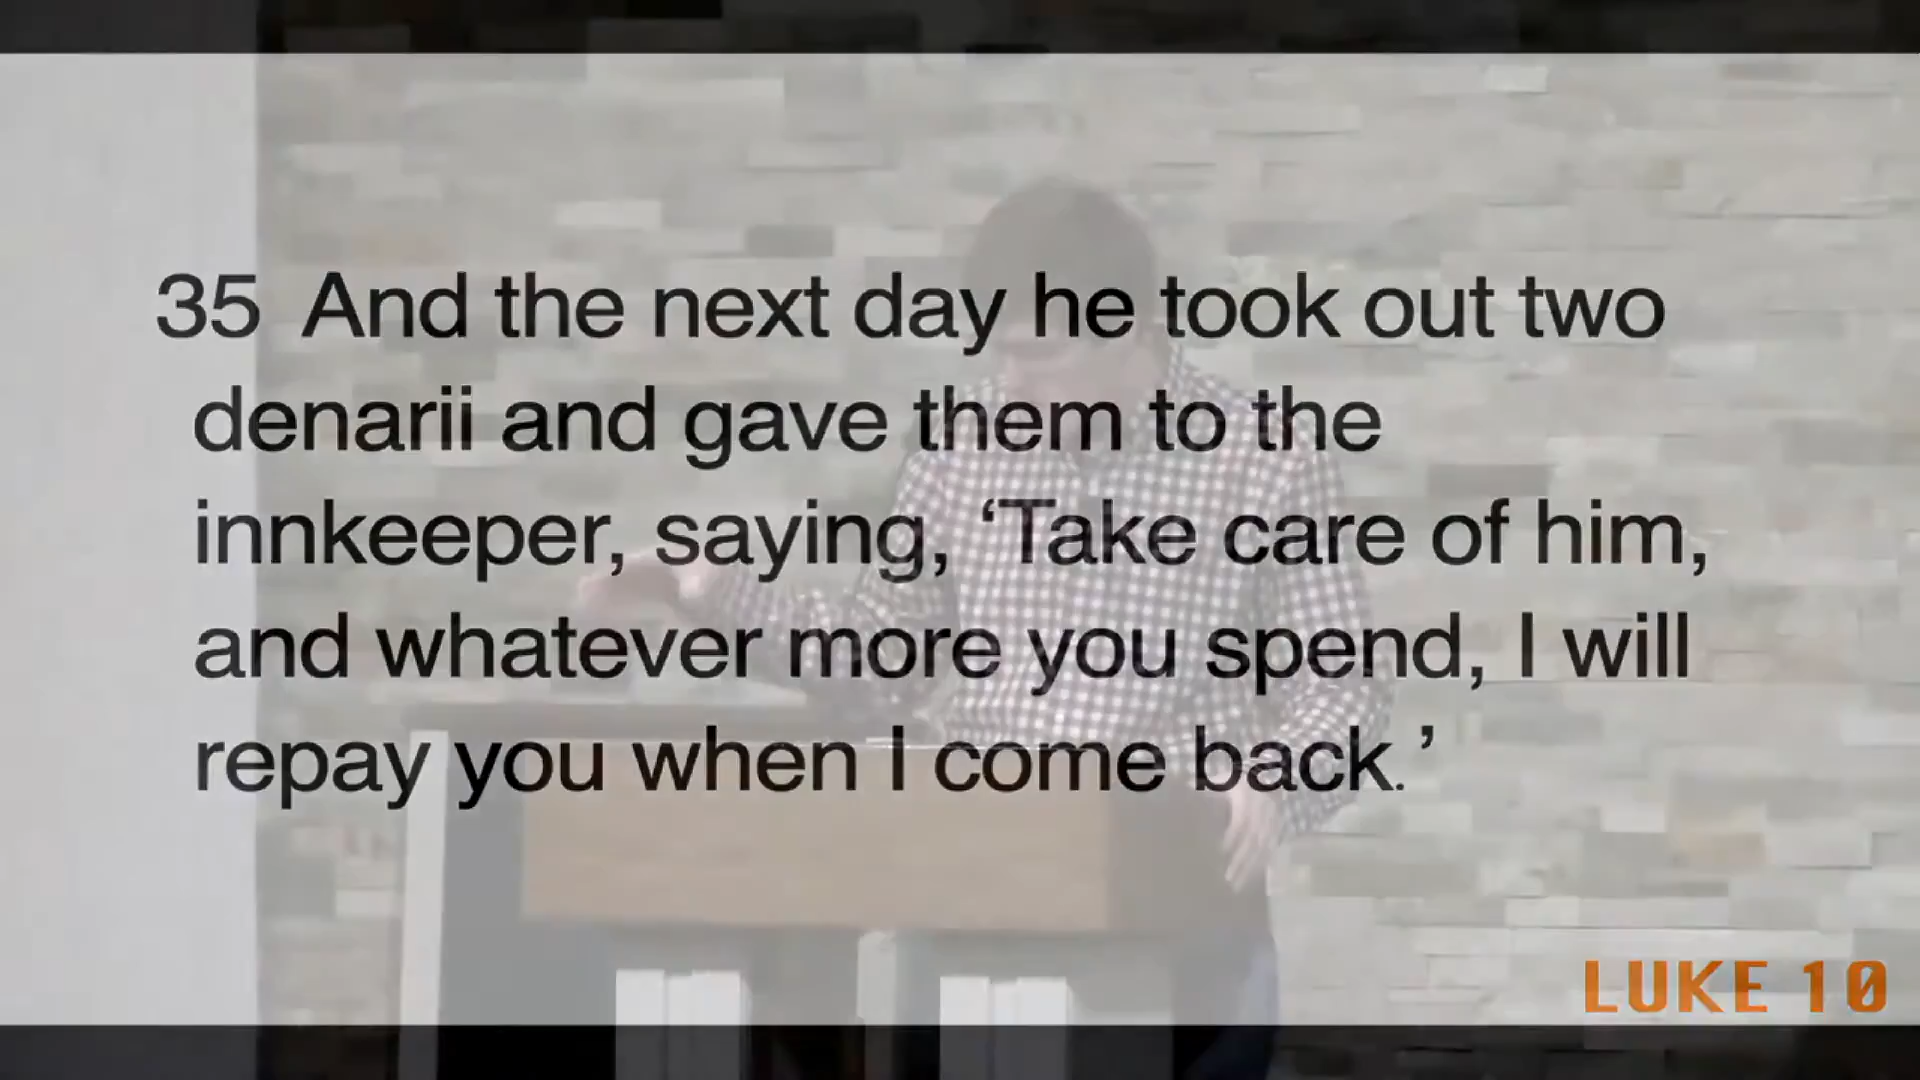 35 And the next day he took out two
denarii and gave them to the
innkeeper, saying, ‘Take care of him,
and whatever more you spend, I will
repay you when I come back.’
LUKE 10